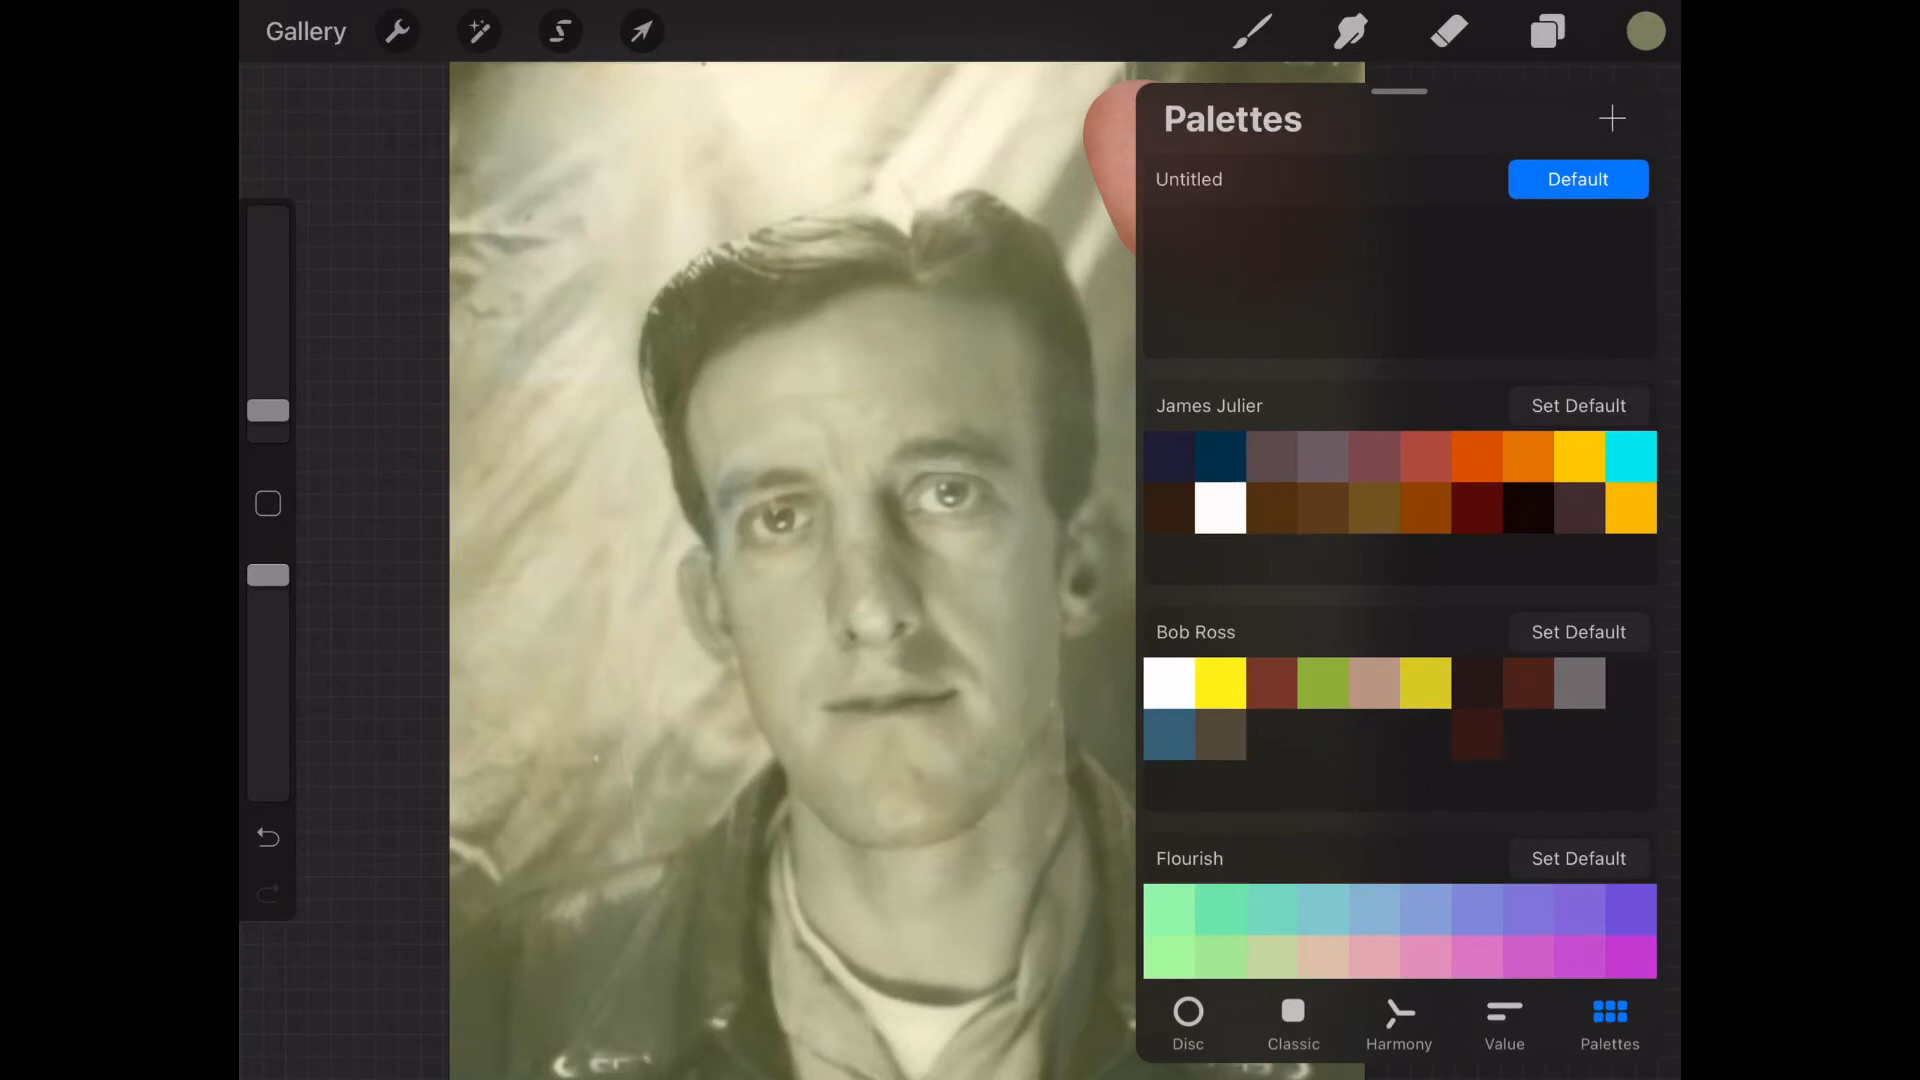 Gallery
Palettes
Untitled
Default
James Julier
Set Default
Bob Ross
Set Default
Flourish
Set Default
Disc
Classic
Harmony
Value
Palettes